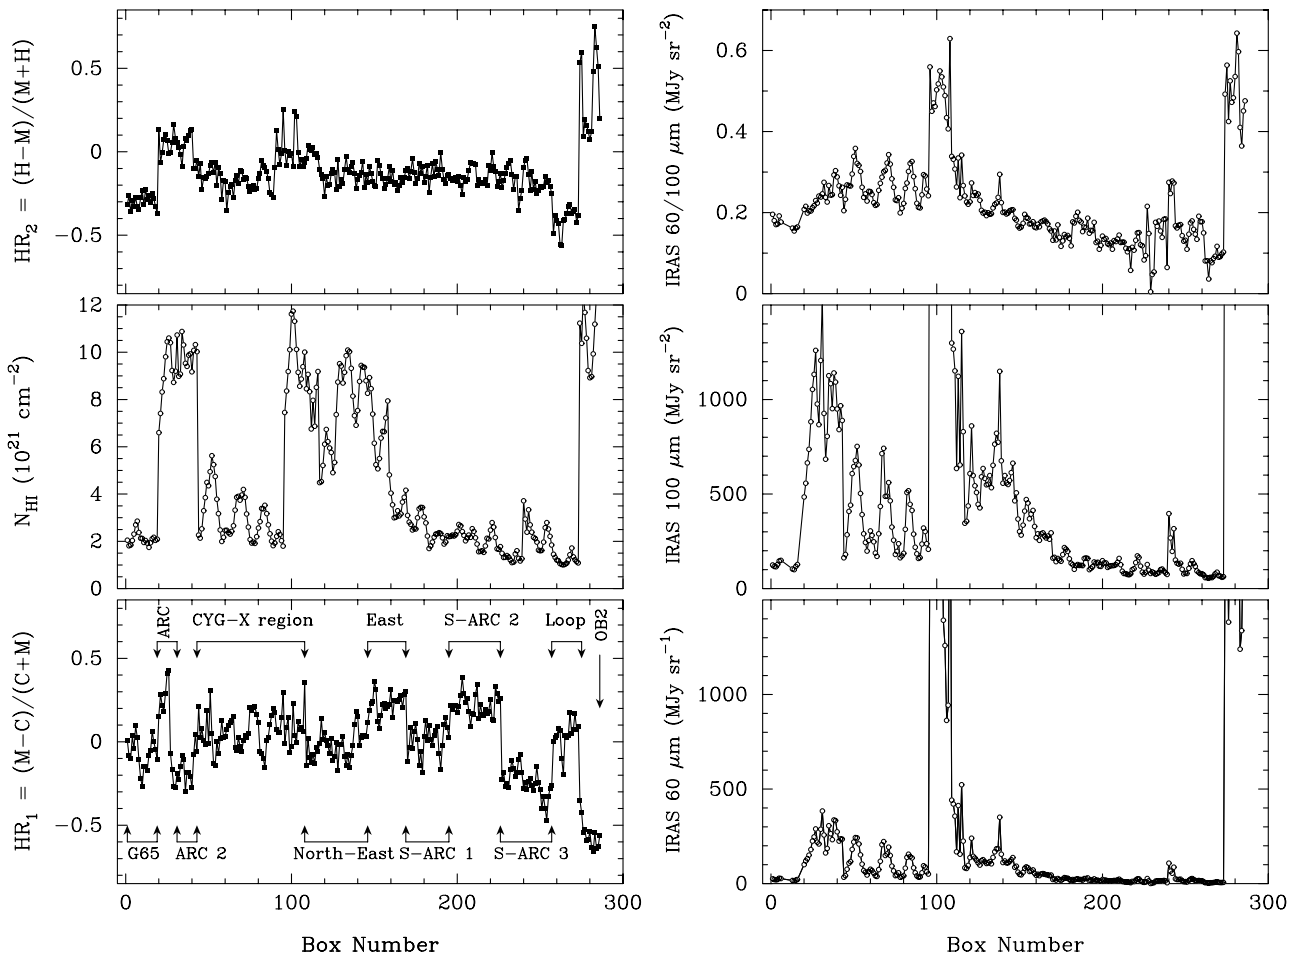 HR2 = (H−M)/(M+H)
0.5
0
−0.5
IRAS 60/100 μm (MJy sr−2)
0.6
0.4
0.2
0
NHI (10^21 cm−2)
12
10
8
6
4
2
0
IRAS 100 μm (MJy sr−2)
1000
500
0
HR1 = (M−C)/(C+M)
0.5
0
−0.5
ARC
CYG−X region
East
S−ARC 2
Loop
OB2
G65
ARC 2
North−East
S−ARC 1
S−ARC 3
0 100 200 300
Box Number
IRAS 60 μm (MJy sr−1)
1000
500
0
0 100 200 300
Box Number